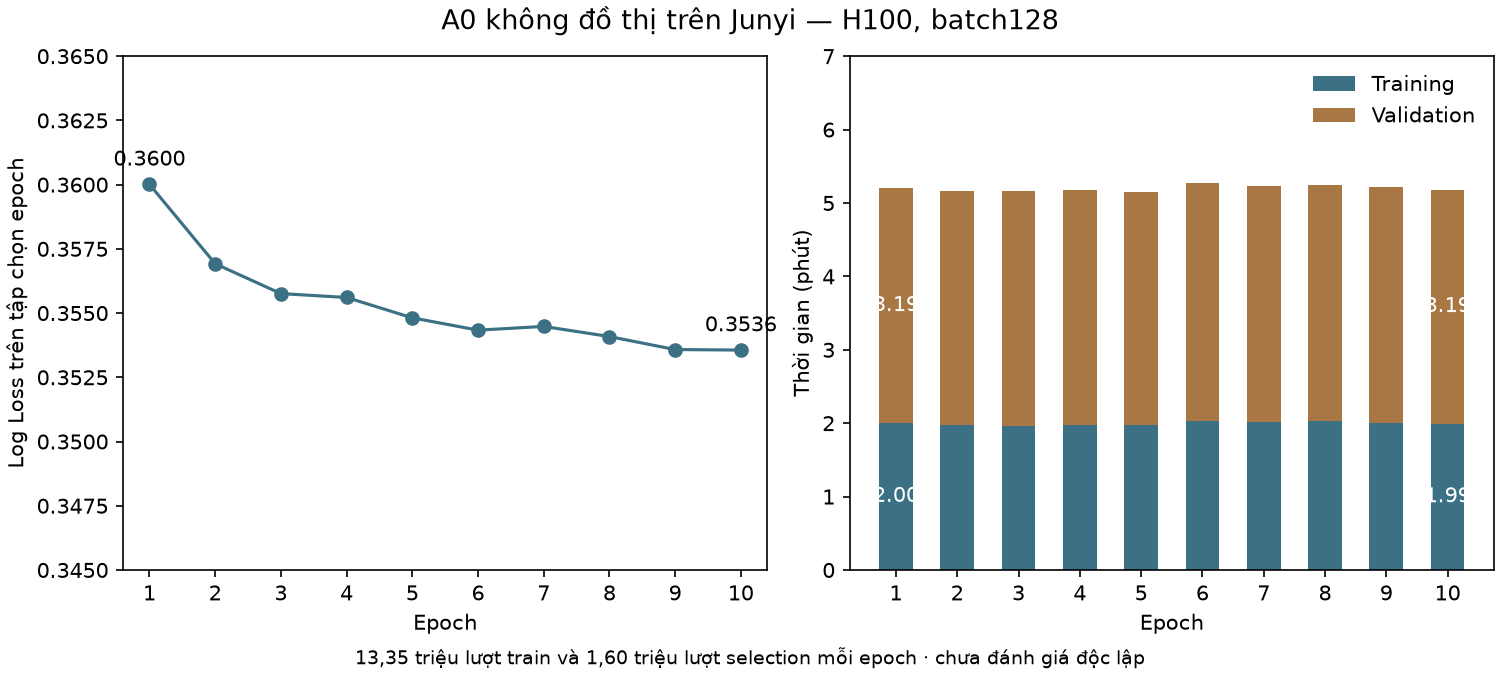 A0 không đồ thị trên Junyi — H100, batch128
Log Loss trên tập chọn epoch
0.3650
0.3625
0.3600
0.3575
0.3550
0.3525
0.3500
0.3475
0.3450
0.3600
0.3536
1 2 3 4 5 6 7 8 9 10
Epoch
Thời gian (phút)
7
6
5
4
3
2
1
0
Training
Validation
3.19 3.19
2.00 1.99
1 2 3 4 5 6 7 8 9 10
Epoch
13,35 triệu lượt train và 1,60 triệu lượt selection mỗi epoch · chưa đánh giá độc lập